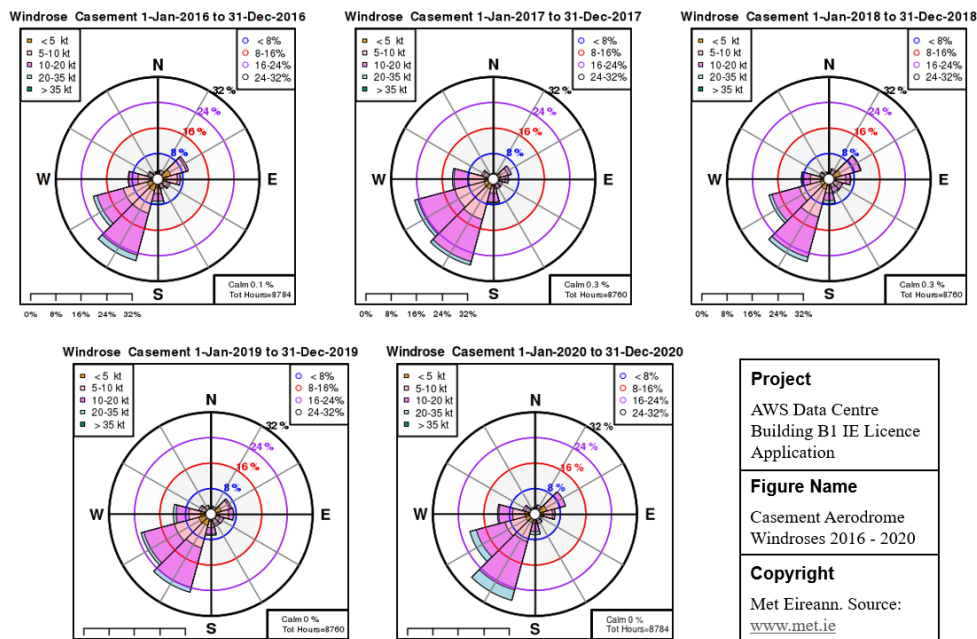 Windrose Casement 1-Jan-2016 to 31-Dec-2016
< 5 kt
5-10 kt
10-20 kt
20-35 kt
> 35 kt
< 8%
8-16%
16-24%
24-32%
N
32 %
24 %
16 %
8 %
W
E
S
Calm 0.1 %
Tot Hours=8784
0% 8% 16% 24% 32%
Windrose Casement 1-Jan-2017 to 31-Dec-2017
< 5 kt
5-10 kt
10-20 kt
20-35 kt
> 35 kt
< 8%
8-16%
16-24%
24-32%
N
32 %
24 %
16 %
8 %
W
E
S
Calm 0.3 %
Tot Hours=8760
0% 8% 16% 24% 32%
Windrose Casement 1-Jan-2018 to 31-Dec-2018
< 5 kt
5-10 kt
10-20 kt
20-35 kt
> 35 kt
< 8%
8-16%
16-24%
24-32%
N
32 %
24 %
16 %
8 %
W
E
S
Calm 0.3 %
Tot Hours=8760
0% 8% 16% 24% 32%
Windrose Casement 1-Jan-2019 to 31-Dec-2019
< 5 kt
5-10 kt
10-20 kt
20-35 kt
> 35 kt
< 8%
8-16%
16-24%
24-32%
N
32 %
24 %
16 %
8 %
W
E
S
Calm 0 %
Tot Hours=8760
Windrose Casement 1-Jan-2020 to 31-Dec-2020
< 5 kt
5-10 kt
10-20 kt
20-35 kt
> 35 kt
< 8%
8-16%
16-24%
24-32%
N
32 %
24 %
16 %
8 %
W
E
S
Calm 0 %
Tot Hours=8784
Project
AWS Data Centre
Building B1 IE Licence
Application
Figure Name
Casement Aerodrome
Windroses 2016 - 2020
Copyright
Met Eireann. Source:
www.met.ie